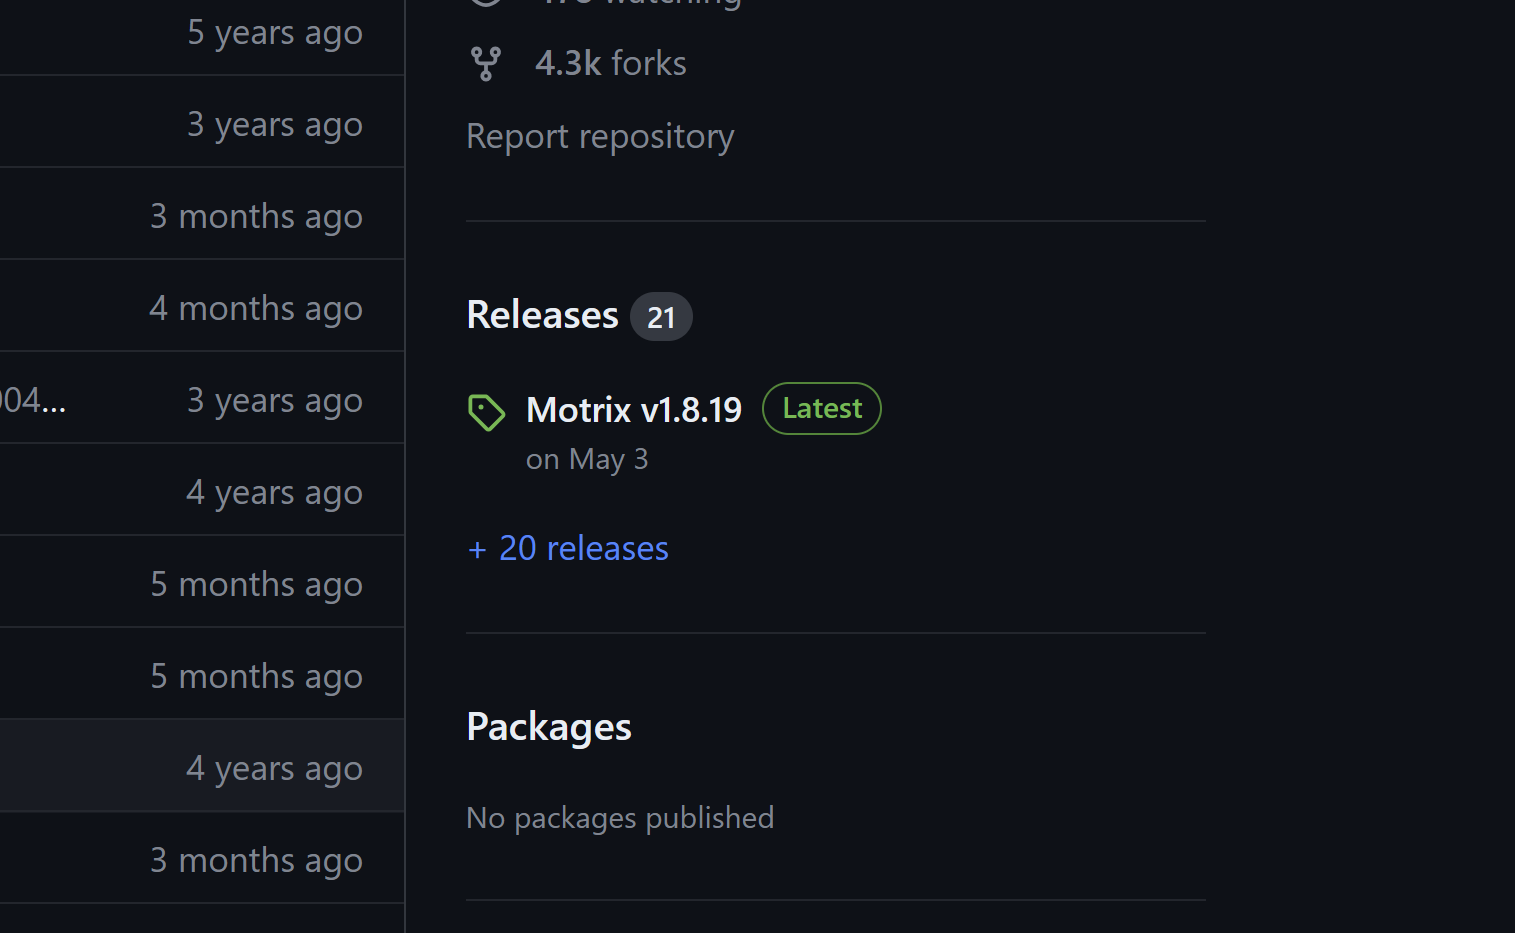 5 years ago
3 years ago
3 months ago
4 months ago
04... 3 years ago
4 years ago
5 months ago
5 months ago
4 years ago
3 months ago
watching
4.3k forks
Report repository
Releases 21
Motrix v1.8.19 Latest
on May 3
+ 20 releases
Packages
No packages published